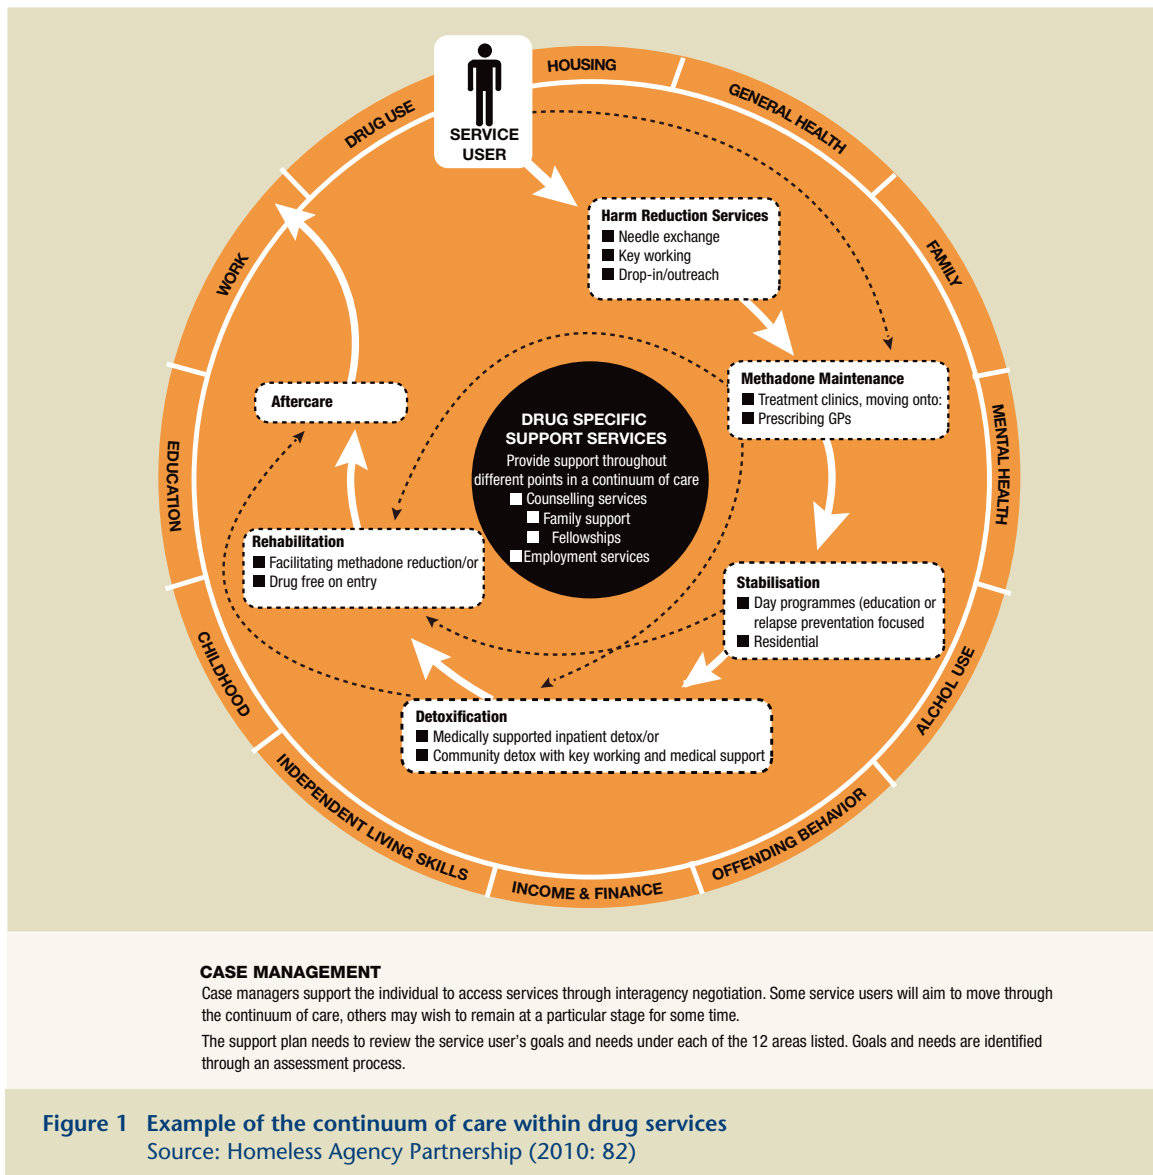 SERVICE
USER
HOUSING
GENERAL HEALTH
FAMILY
MENTAL HEALTH
ALCHOL USE
OFFENDING BEHAVIOR
INCOME & FINANCE
INDEPENDENT LIVING SKILLS
CHILDHOOD
EDUCATION
WORK
DRUG USE
Harm Reduction Services
Needle exchange
Key working
Drop-in/outreach
Methadone Maintenance
Treatment clinics, moving onto:
Prescribing GPs
Stabilisation
Day programmes (education or
relapse preventation focused
Residential
Detoxification
Medically supported inpatient detox/or
Community detox with key working and medical support
Rehabilitation
Facilitating methadone reduction/or
Drug free on entry
Aftercare
DRUG SPECIFIC
SUPPORT SERVICES
Provide support throughout
different points in a continuum of care
Counselling services
Family support
Fellowships
Employment services
CASE MANAGEMENT
Case managers support the individual to access services through interagency negotiation. Some service users will aim to move through
the continuum of care, others may wish to remain at a particular stage for some time.
The support plan needs to review the service user's goals and needs under each of the 12 areas listed. Goals and needs are identified
through an assessment process.
Figure 1 Example of the continuum of care within drug services
Source: Homeless Agency Partnership (2010: 82)